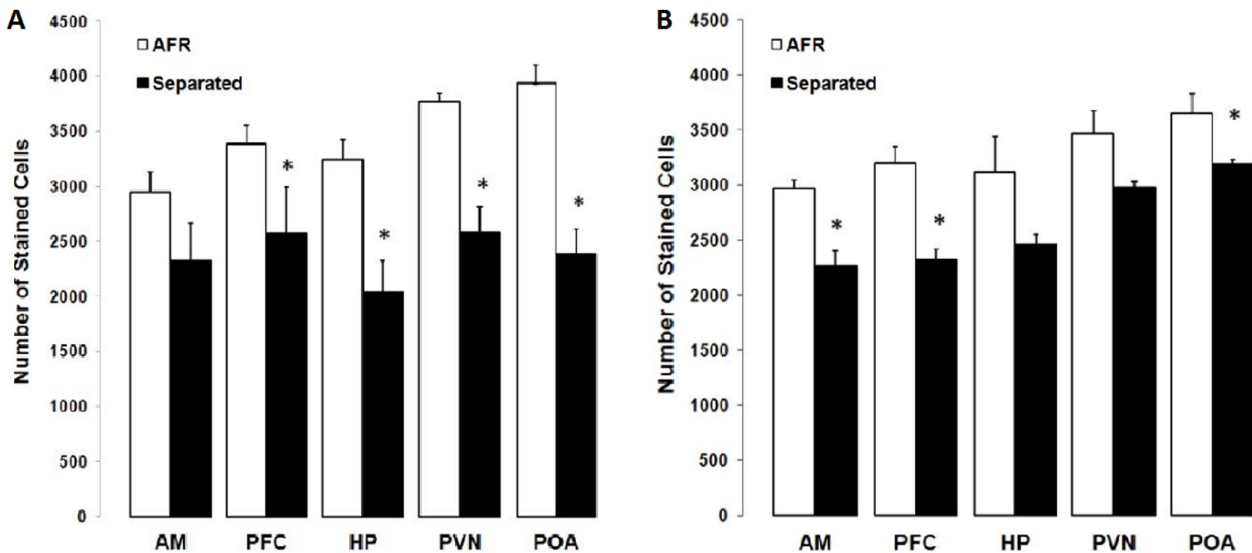 A
Number of Stained Cells
4500
4000
3500
3000
2500
2000
1500
1000
500
0
AFR
Separated
*
*
*
*
AM PFC HP PVN POA
B
Number of Stained Cells
4500
4000
3500
3000
2500
2000
1500
1000
500
0
AFR
Separated
*
*
*
AM PFC HP PVN POA